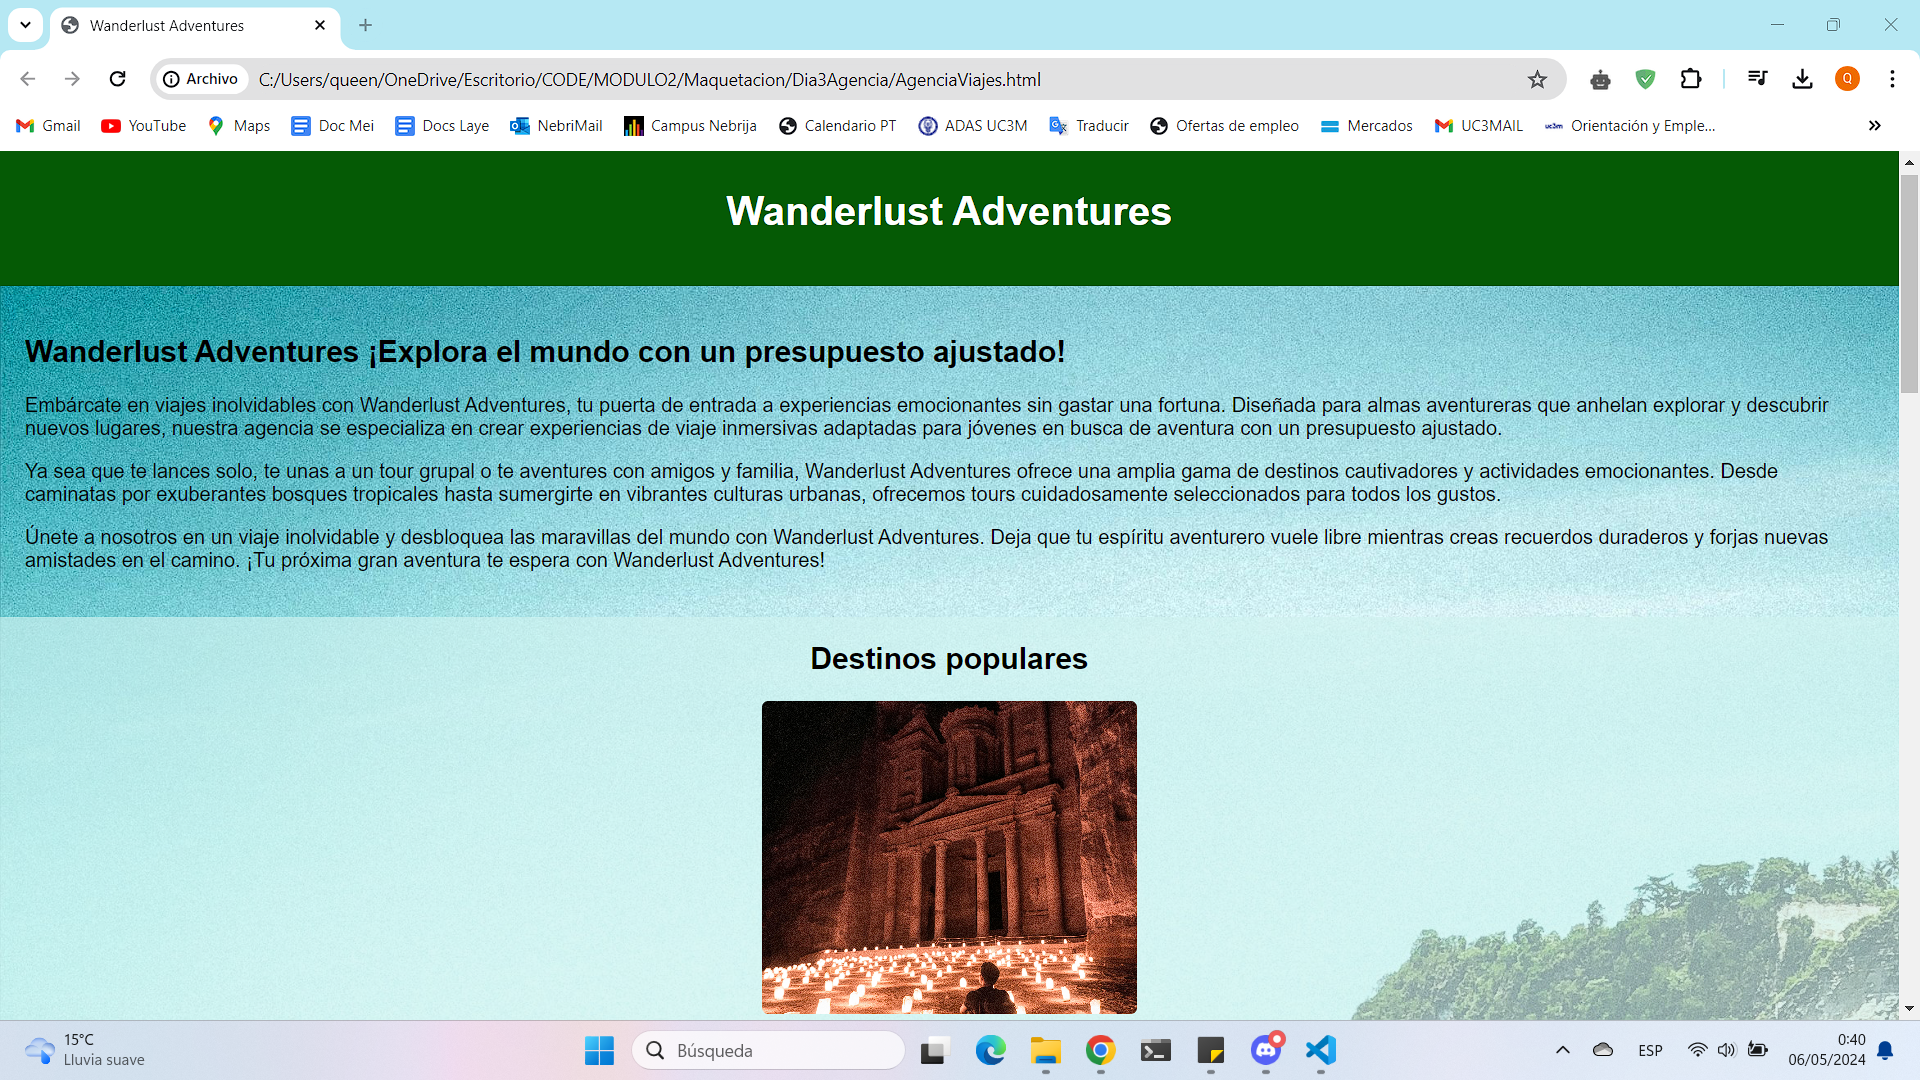 Wanderlust Adventures
Archivo C:/Users/queen/OneDrive/Escritorio/CODE/MODULO2/Maquetacion/Dia3Agencia/AgenciaViajes.html
Q
Gmail YouTube Maps Doc Mei Docs Laye NebriMail Campus Nebrija Calendario PT ADAS UC3M Traducir Ofertas de empleo Mercados UC3MAIL uc3m Orientación y Emple...
Wanderlust Adventures
Wanderlust Adventures ¡Explora el mundo con un presupuesto ajustado!
Embárcate en viajes inolvidables con Wanderlust Adventures, tu puerta de entrada a experiencias emocionantes sin gastar una fortuna. Diseñada para almas aventureras que anhelan explorar y descubrir
nuevos lugares, nuestra agencia se especializa en crear experiencias de viaje inmersivas adaptadas para jóvenes en busca de aventura con un presupuesto ajustado.
Ya sea que te lances solo, te unas a un tour grupal o te aventures con amigos y familia, Wanderlust Adventures ofrece una amplia gama de destinos cautivadores y actividades emocionantes. Desde
caminatas por exuberantes bosques tropicales hasta sumergirte en vibrantes culturas urbanas, ofrecemos tours cuidadosamente seleccionados para todos los gustos.
Únete a nosotros en un viaje inolvidable y desbloquea las maravillas del mundo con Wanderlust Adventures. Deja que tu espíritu aventurero vuele libre mientras creas recuerdos duraderos y forjas nuevas
amistades en el camino. ¡Tu próxima gran aventura te espera con Wanderlust Adventures!
Destinos populares
15°C
Lluvia suave
Búsqueda
ESP
0:40
06/05/2024